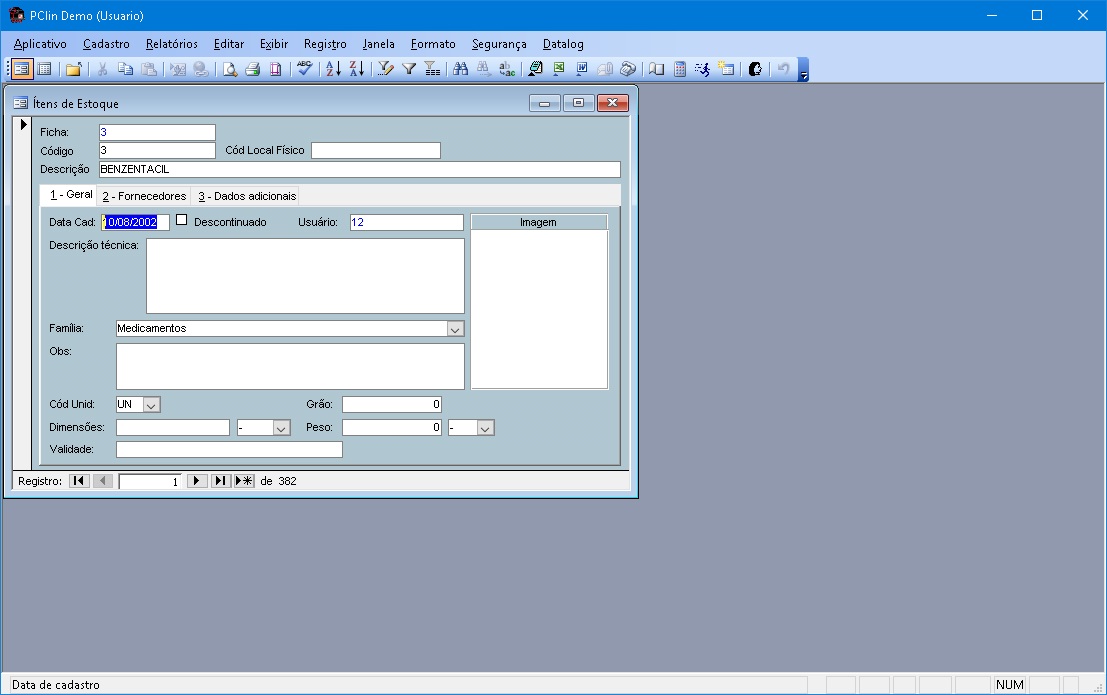 PClin Demo (Usuario)
Aplicativo Cadastro Relatórios Editar Exibir Registro Janela Formato Segurança Datalog
Ítens de Estoque
Ficha: 3
Código 3 Cód Local Físico
Descrição BENZENTACIL
1 - Geral 2 - Fornecedores 3 - Dados adicionais
Data Cad: 10/08/2002 Descontinuado Usuário: 12 Imagem
Descrição técnica:
Família: Medicamentos
Obs:
Cód Unid: UN Grão: 0
Dimensões: - Peso: 0 -
Validade:
Registro: 1 de 382
Data de cadastro NUM